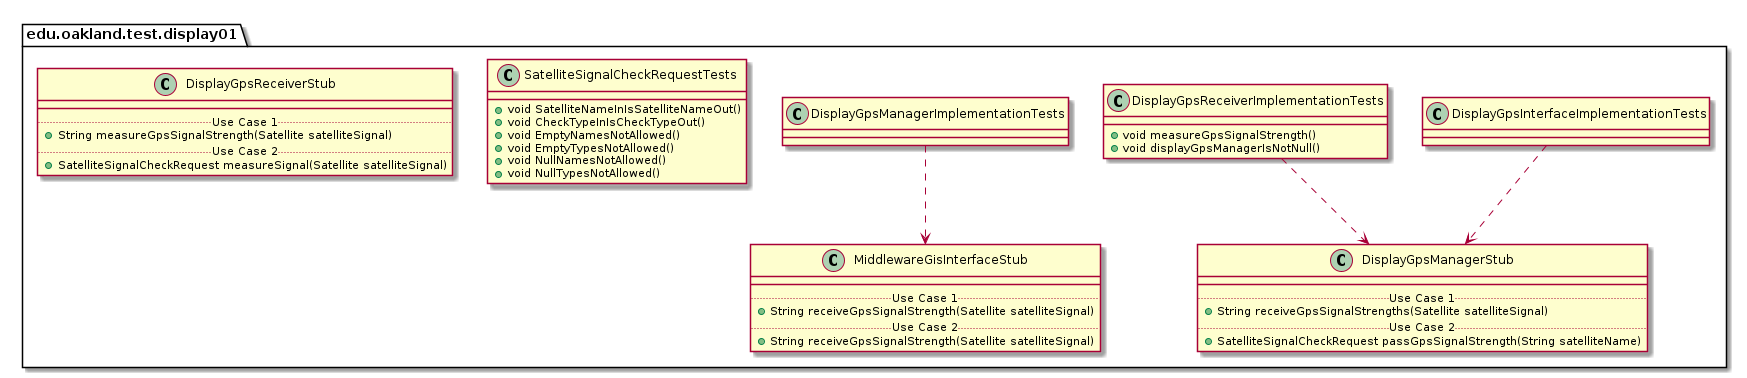 edu.oakland.test.display01
C DisplayGpsReceiverStub
Use Case 1
String measureGpsSignalStrength(Satellite satelliteSignal)
Use Case 2
SatelliteSignalCheckRequest measureSignal(Satellite satelliteSignal)
C SatelliteSignalCheckRequestTests
void SatelliteNameInIsSatelliteNameOut()
void CheckTypeInIsCheckTypeOut()
void EmptyNamesNotAllowed()
void EmptyTypesNotAllowed()
void NullNamesNotAllowed()
void NullTypesNotAllowed()
C DisplayGpsManagerImplementationTests
C DisplayGpsReceiverImplementationTests
void measureGpsSignalStrength()
void displayGpsManagerIsNotNull()
C DisplayGpsInterfaceImplementationTests
C MiddlewareGisInterfaceStub
Use Case 1
String receiveGpsSignalStrength(Satellite satelliteSignal)
Use Case 2
String receiveGpsSignalStrength(Satellite satelliteSignal)
C DisplayGpsManagerStub
Use Case 1
String receiveGpsSignalStrengths(Satellite satelliteSignal)
Use Case 2
SatelliteSignalCheckRequest passGpsSignalStrength(String satelliteName)